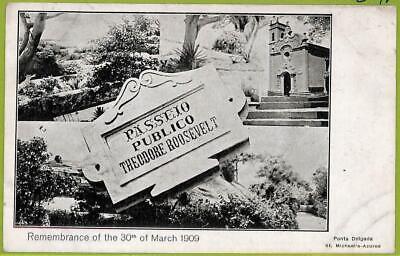 PASSEIO
PUBLICO
THEODORE ROOSEVELT
Remembrance of the 30th of March 1909
Ponta Delgada
St. Michael's-Azores